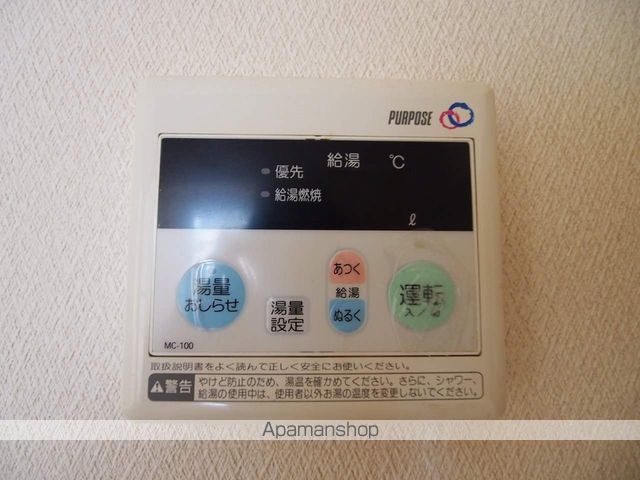 PURPOSE
給湯 ℃
優先
給湯燃焼
ℓ
湯量
おしらせ
湯量
設定
あつく
給湯
ぬるく
運転
入/切
MC-100
取扱説明書をよく読んで正しく安全にお使いください。
警告 やけど防止のため、湯温を確かめてください。さらに、シャワー、
給湯の使用中は、使用者以外お湯の温度を変更しないでください。
Apamanshop